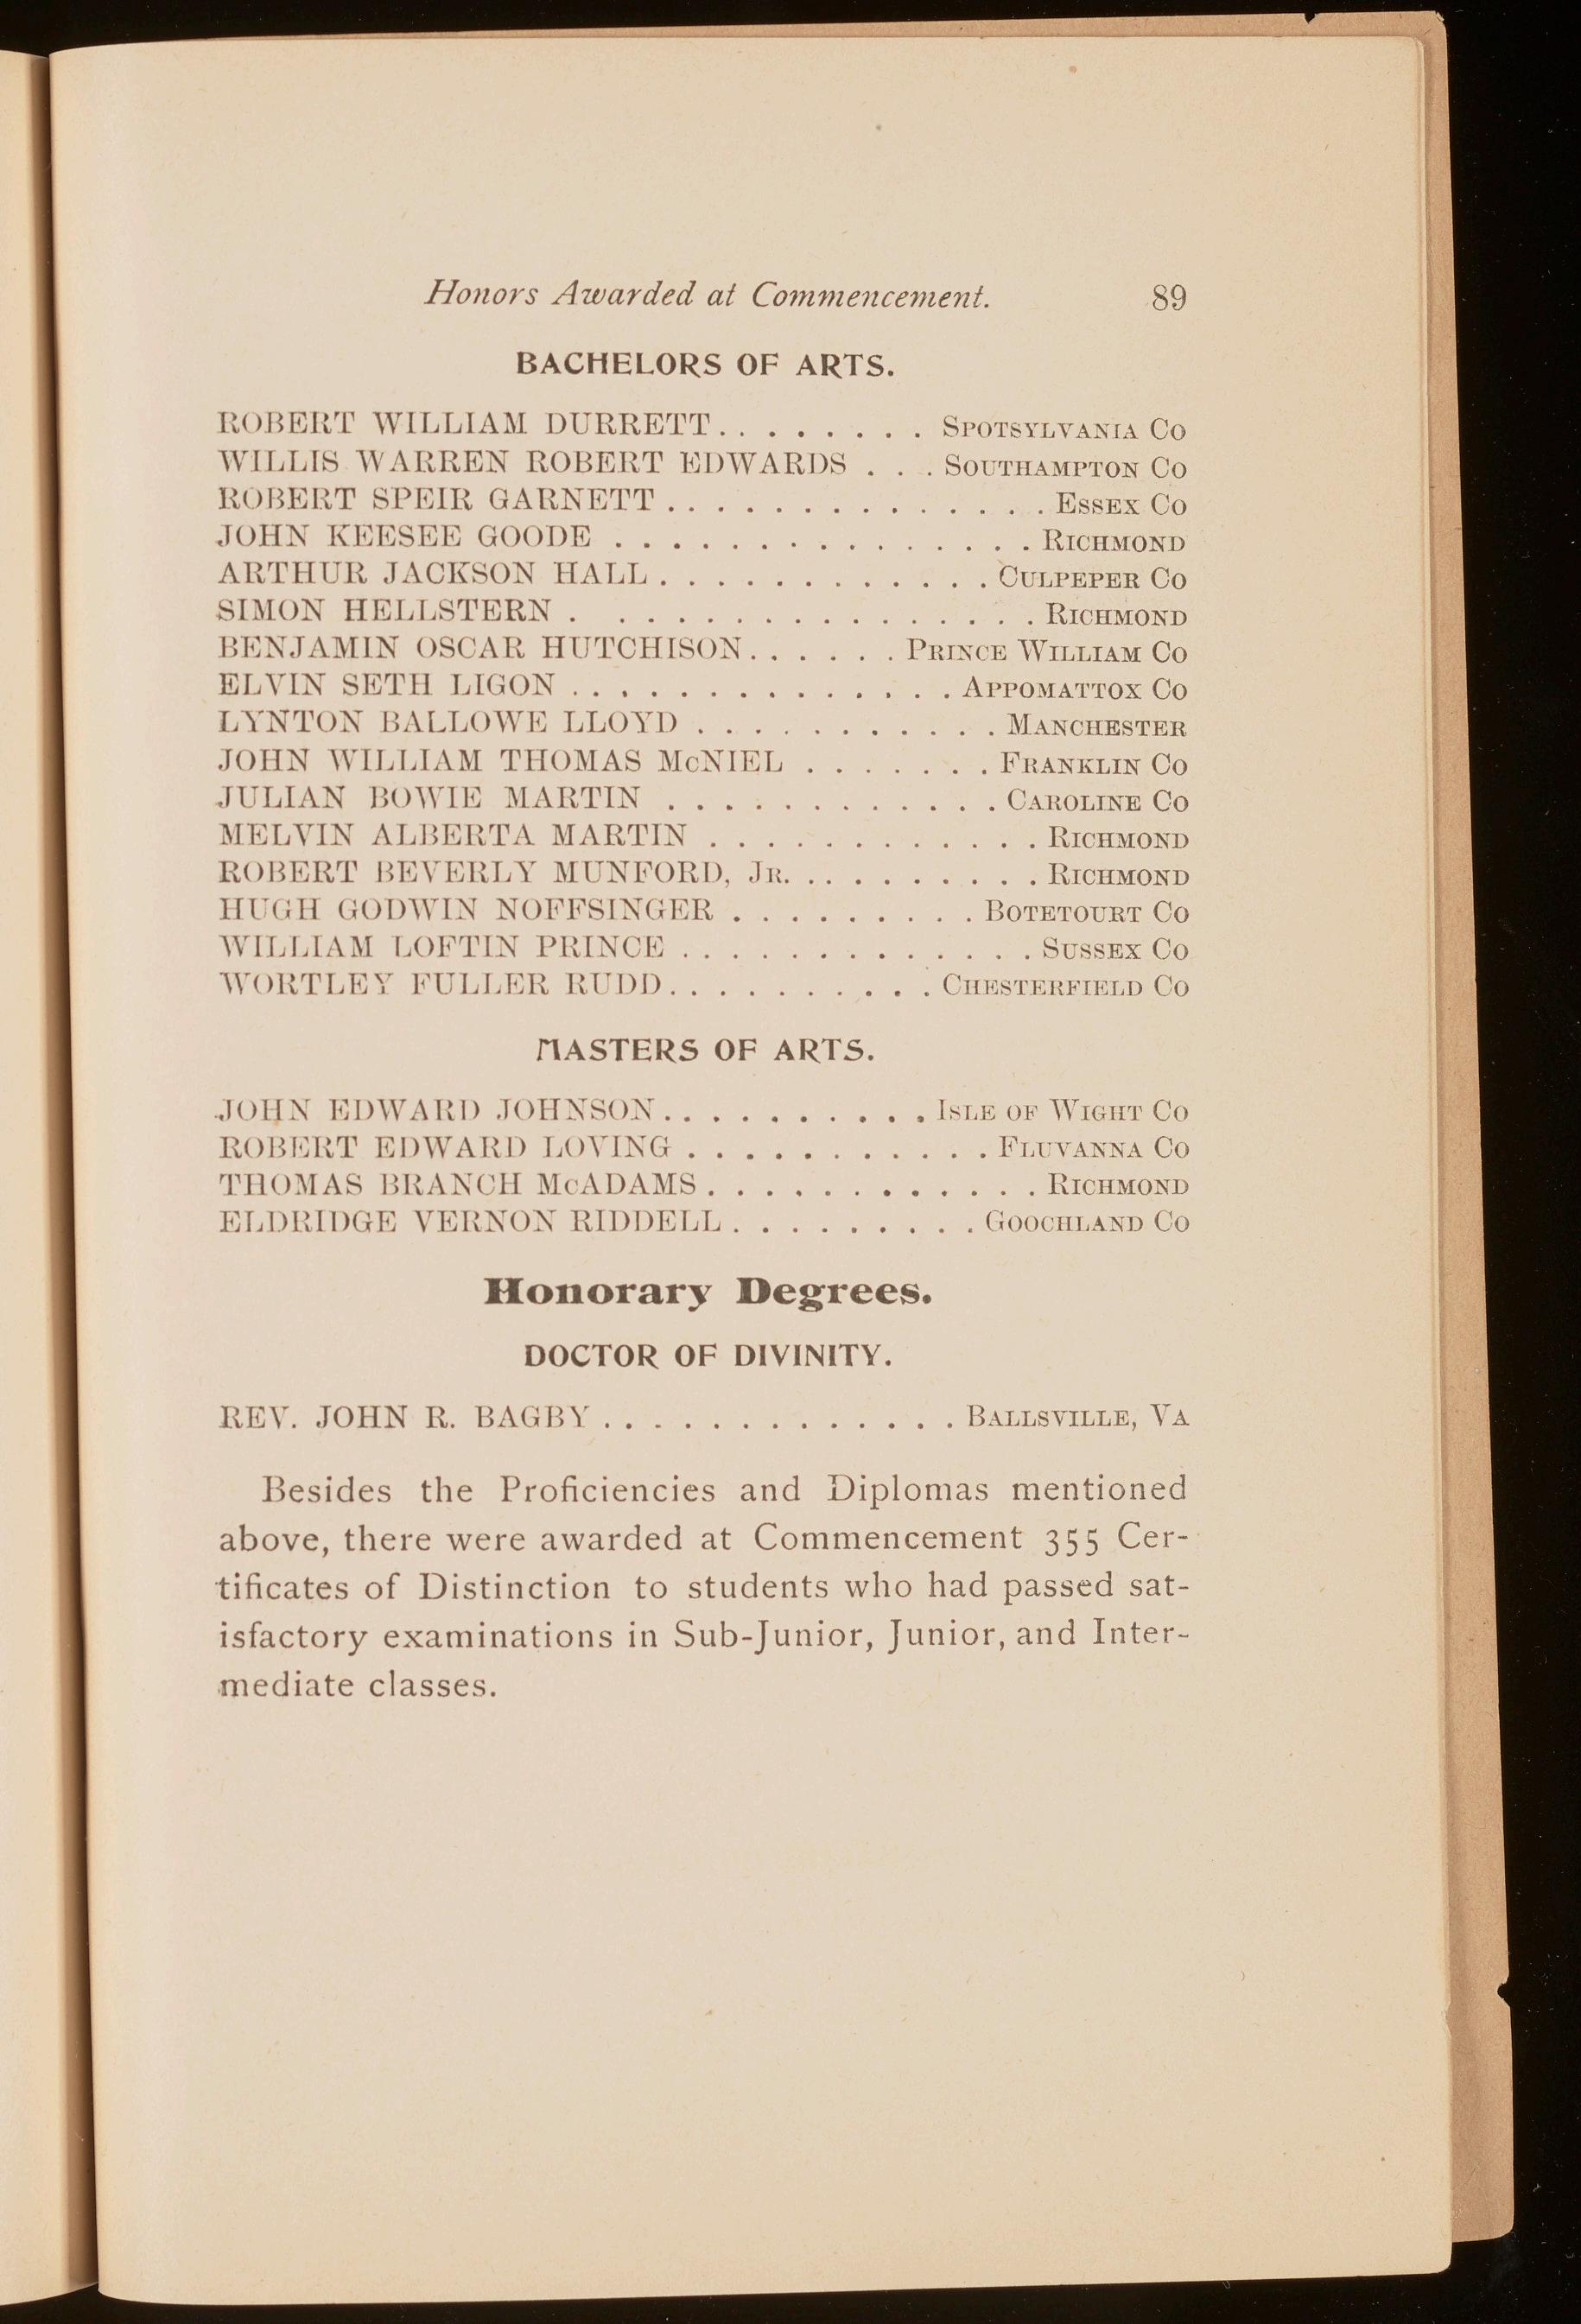 Honors Awarded at Commencement. 89
BACHELORS OF ARTS.
ROBERT WILLIAM DURRETT. . . . . . . . SPOTSYLVANIA CO
WILLIS WARREN ROBERT EDWARDS . . . SOUTHAMPTON CO
ROBERT SPEIR GARNETT . . . . . . . . . . . . . . ESSEX CO
JOHN KEESEE GOODE . . . . . . . . . . . . . . . RICHMOND
ARTHUR JACKSON HALL . . . . . . . . . . . . CULPEPER CO
SIMON HELLSTERN . . . . . . . . . . . . . . . . RICHMOND
BENJAMIN OSCAR HUTCHISON. . . . . . PRINCE WILLIAM CO
ELVIN SETH LIGON . . . . . . . . . . . . . . APPOMATTOX CO
LYNTON BALLOWE LLOYD . . . . . . . . . . . MANCHESTER
JOHN WILLIAM THOMAS McNIEL . . . . . . . FRANKLIN CO
JULIAN BOWIE MARTIN . . . . . . . . . . . . CAROLINE CO
MELVIN ALBERTA MARTIN . . . . . . . . . . . . RICHMOND
ROBERT BEVERLY MUNFORD, JR. . . . . . . . . . RICHMOND
HUGH GODWIN NOFFSINGER . . . . . . . . . BOTETOURT CO
WILLIAM LOFTIN PRINCE . . . . . . . . . . . . . SUSSEX CO
WORTLEY FULLER RUDD. . . . . . . . . . CHESTERFIELD CO
MASTERS OF ARTS.
JOHN EDWARD JOHNSON. . . . . . . . . . ISLE OF WIGHT CO
ROBERT EDWARD LOVING . . . . . . . . . . . FLUVANNA CO
THOMAS BRANCH McADAMS. . . . . . . . . . . . RICHMOND
ELDRIDGE VERNON RIDDELL . . . . . . . . . GOOCHLAND CO
Honorary Degrees.
DOCTOR OF DIVINITY.
REV. JOHN R. BAGBY . . . . . . . . . . . . . BALLSVILLE, VA
Besides the Proficiencies and Diplomas mentioned
above, there were awarded at Commencement 355 Cer-
tificates of Distinction to students who had passed sat-
isfactory examinations in Sub-Junior, Junior, and Inter-
mediate classes.